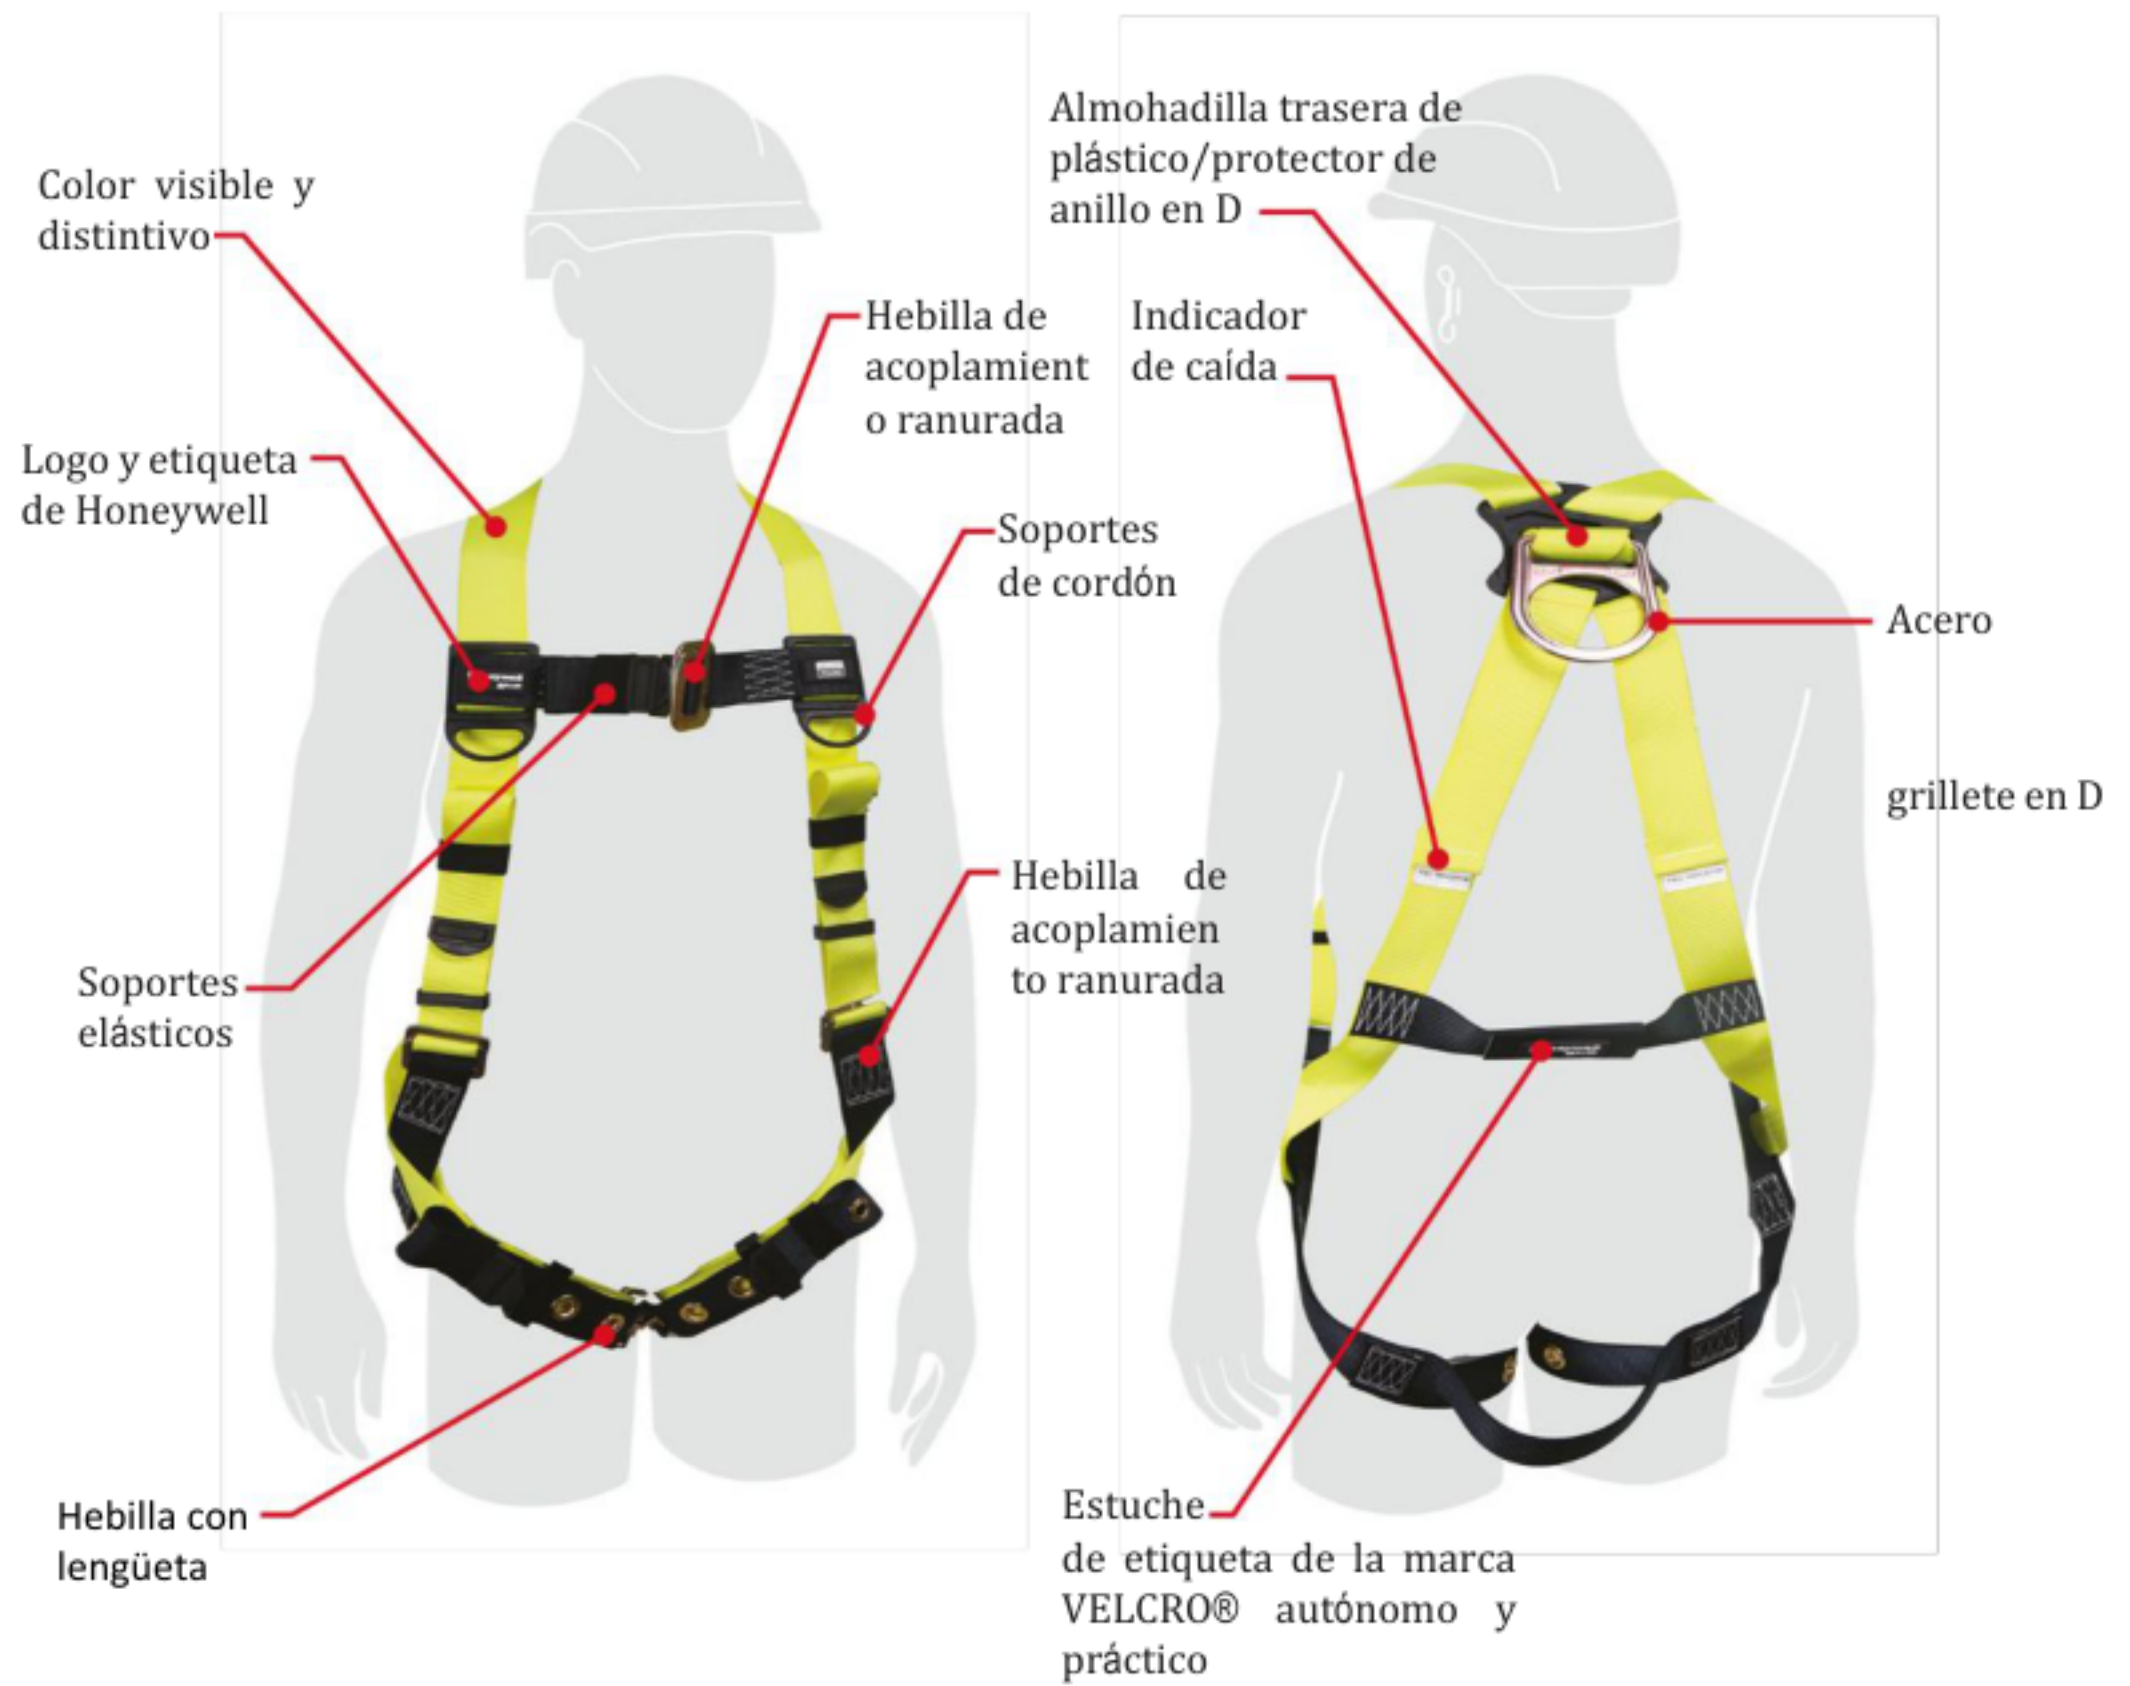 Color visible y
distintivo
Logo y etiqueta
de Honeywell
Hebilla de
acoplamient
o ranurada
Soportes
de cordón
Hebilla de
acoplamien
to ranurada
Soportes
elásticos
Hebilla con
lengüeta
Almohadilla trasera de
plástico/protector de
anillo en D
Indicador
de caída
Acero
grillete en D
Estuche
de etiqueta de la marca
VELCRO® autónomo y
práctico